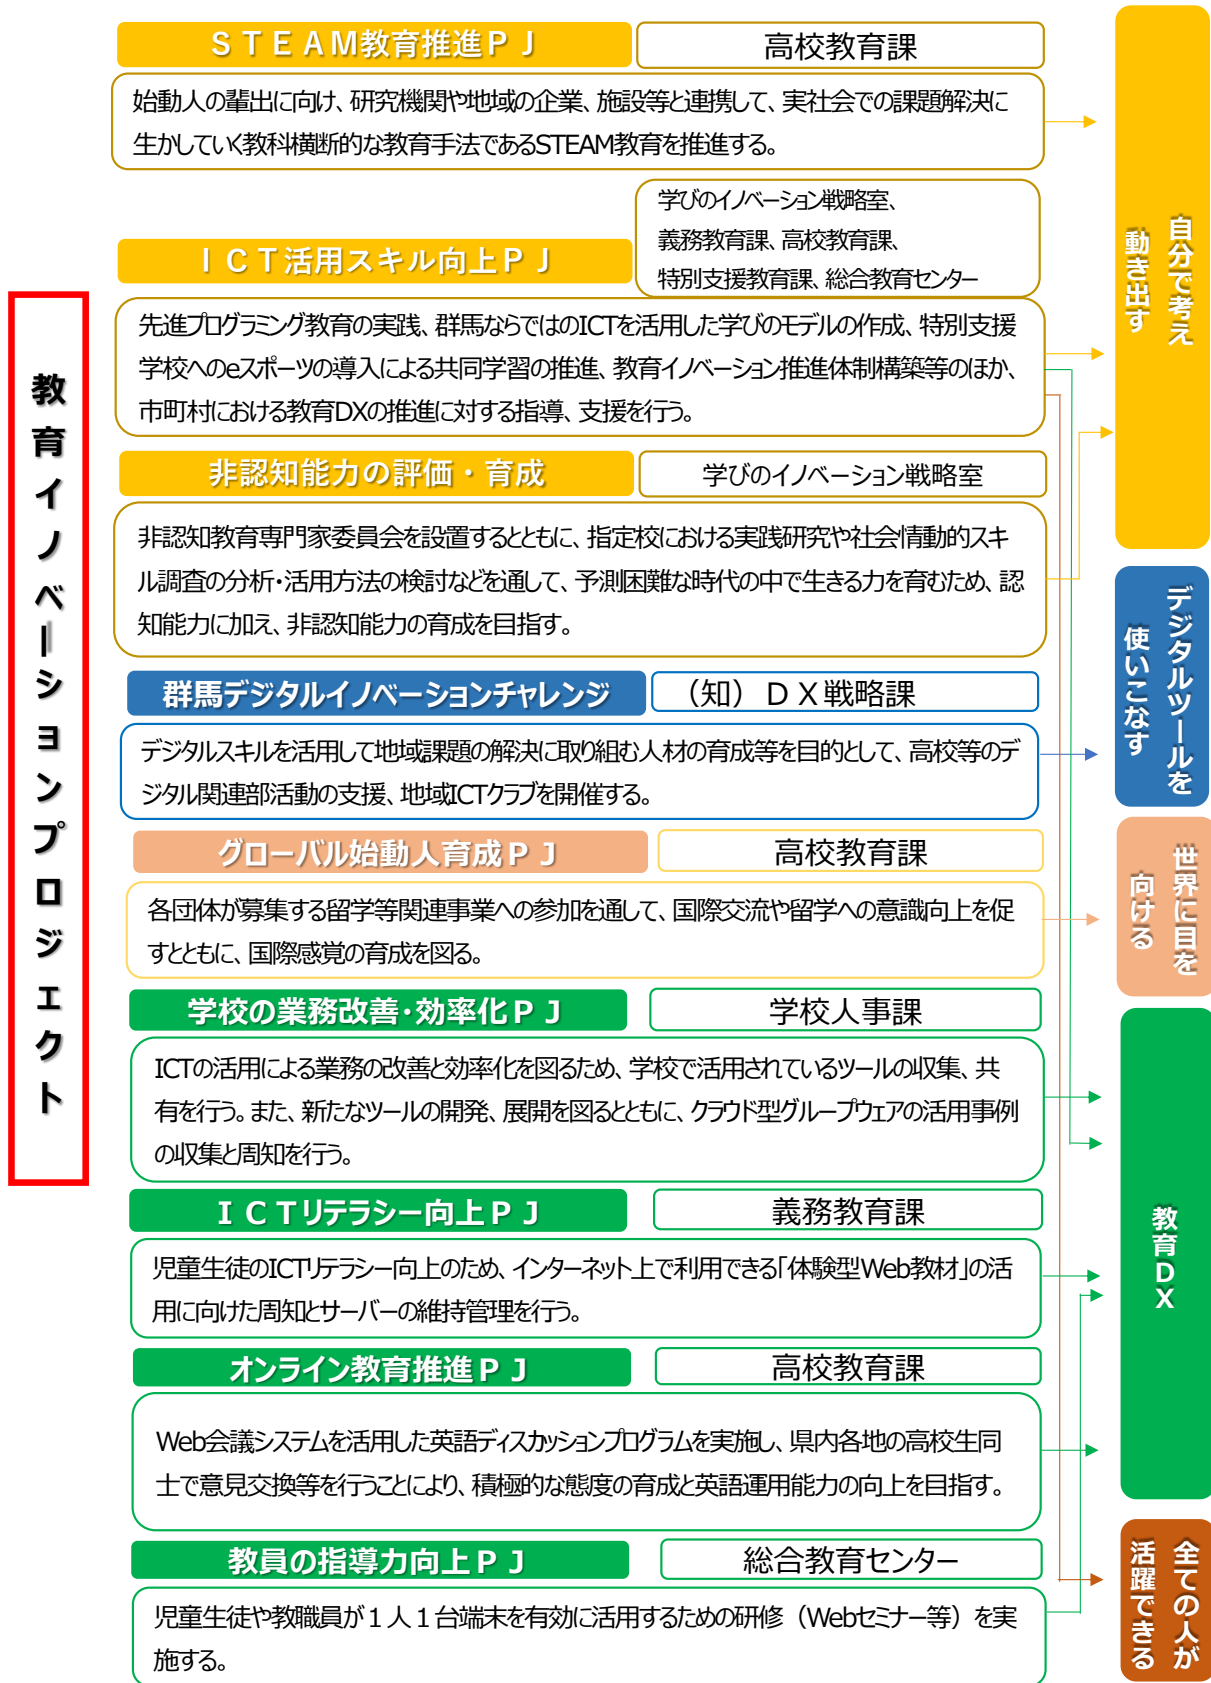 教育イノベーションプロジェクト
ＳＴＥＡＭ教育推進ＰＪ
高校教育課
始動人の輩出に向け、研究機関や地域の企業、施設等と連携して、実社会での課題解決に
生かしていく教科横断的な教育手法であるSTEAM教育を推進する。
ＩＣＴ活用スキル向上ＰＪ
学びのイノベーション戦略室、
義務教育課、高校教育課、
特別支援教育課、総合教育センター
先進プログラミング教育の実践、群馬ならではのICTを活用した学びのモデルの作成、特別支援
学校へのeスポーツの導入による共同学習の推進、教育イノベーション推進体制構築等のほか、
市町村における教育DXの推進に対する指導、支援を行う。
非認知能力の評価・育成
学びのイノベーション戦略室
非認知教育専門家委員会を設置するとともに、指定校における実践研究や社会情動的スキ
ル調査の分析・活用方法の検討などを通して、予測困難な時代の中で生きる力を育むため、認
知能力に加え、非認知能力の育成を目指す。
群馬デジタルイノベーションチャレンジ
（知）ＤＸ戦略課
デジタルスキルを活用して地域課題の解決に取り組む人材の育成等を目的として、高校等のデ
ジタル関連部活動の支援、地域ICTクラブを開催する。
グローバル始動人育成ＰＪ
高校教育課
各団体が募集する留学等関連事業への参加を通して、国際交流や留学への意識向上を促
すとともに、国際感覚の育成を図る。
学校の業務改善・効率化ＰＪ
学校人事課
ICTの活用による業務の改善と効率化を図るため、学校で活用されているツールの収集、共
有を行う。また、新たなツールの開発、展開を図るとともに、クラウド型グループウェアの活用事例
の収集と周知を行う。
ＩＣＴリテラシー向上ＰＪ
義務教育課
児童生徒のICTリテラシー向上のため、インターネット上で利用できる「体験型Web教材」の活
用に向けた周知とサーバーの維持管理を行う。
オンライン教育推進ＰＪ
高校教育課
Web会議システムを活用した英語ディスカッションプログラムを実施し、県内各地の高校生同
士で意見交換等を行うことにより、積極的な態度の育成と英語運用能力の向上を目指す。
教員の指導力向上ＰＪ
総合教育センター
児童生徒や教職員が１人１台端末を有効に活用するための研修（Webセミナー等）を実
施する。
自分で考え
動き出す
デジタルツールを
使いこなす
世界に目を
向ける
教育ＤＸ
全ての人が
活躍できる